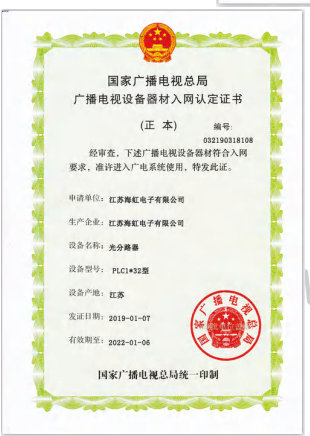 国家广播电视总局
广播电视设备器材入网认定证书
(正 本)
编号:
032190318108
经审查，下述广播电视设备器材符合入网
要求，准许进入广电系统使用，特发此证。
申请单位: 江苏海虹电子有限公司
生产企业: 江苏海虹电子有限公司
设备名称: 光分路器
设备型号: PLC1*32型
设备产地: 江苏
发证日期: 2019-01-07
有效期至: 2022-01-06
国家广播电视总局
国家广播电视总局统一印制